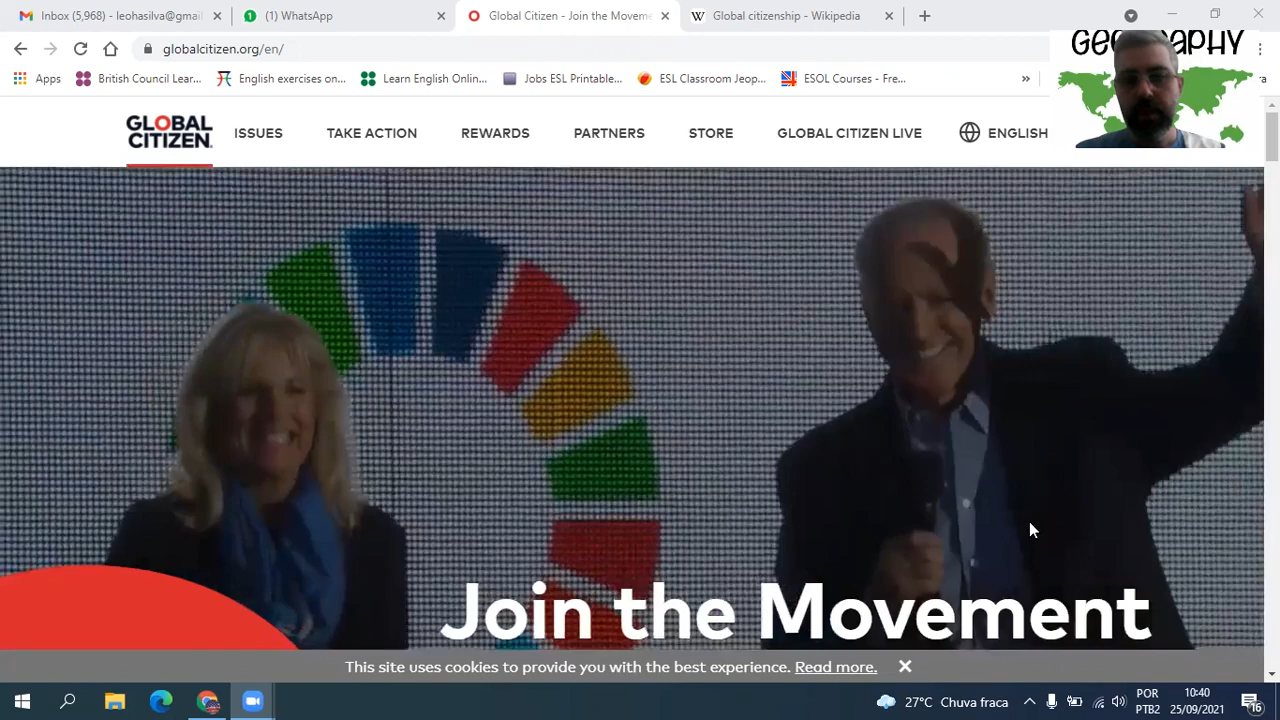 Inbox (5,968) - leohasilva@gmai
(1) WhatsApp
Global Citizen - Join the Moveme
Global citizenship - Wikipedia
globalcitizen.org/en/
Apps
British Council Lear...
English exercises on...
Learn English Onlin...
Jobs ESL Printable...
ESL Classroom Jeop...
ESOL Courses - Fre...
»
GEOGRAPHY
GLOBAL
CITIZEN.
ISSUES
TAKE ACTION
REWARDS
PARTNERS
STORE
GLOBAL CITIZEN LIVE
ENGLISH
Join the Movement
This site uses cookies to provide you with the best experience. Read more.
27°C Chuva fraca
POR
PTB2
10:40
25/09/2021
16